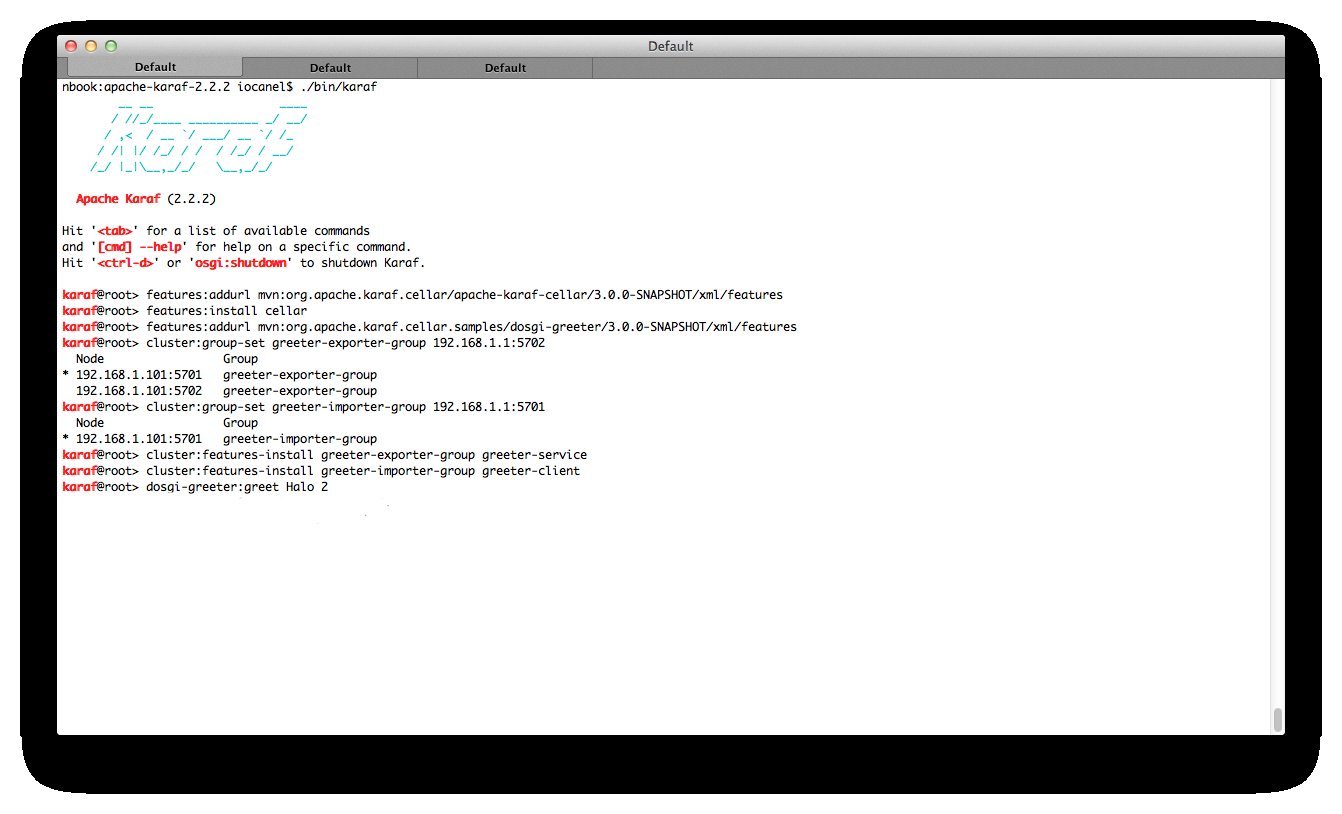 Default
Default Default Default
nbook:apache-karaf-2.2.2 iocanel$ ./bin/karaf
        __ __                  ____
       / //_/____ __________ _/ __/
      / ,<  / __ `/ ___/ __ `/ /_
     / /| |/ /_/ / /  / /_/ / __/
    /_/ |_|\__,_/_/   \__,_/_/
Apache Karaf (2.2.2)
Hit '<tab>' for a list of available commands
and '[cmd] --help' for help on a specific command.
Hit '<ctrl-d>' or 'osgi:shutdown' to shutdown Karaf.
karaf@root> features:addurl mvn:org.apache.karaf.cellar/apache-karaf-cellar/3.0.0-SNAPSHOT/xml/features
karaf@root> features:install cellar
karaf@root> features:addurl mvn:org.apache.karaf.cellar.samples/dosgi-greeter/3.0.0-SNAPSHOT/xml/features
karaf@root> cluster:group-set greeter-exporter-group 192.168.1.1:5702
  Node                 Group
* 192.168.1.101:5701   greeter-exporter-group
  192.168.1.101:5702   greeter-exporter-group
karaf@root> cluster:group-set greeter-importer-group 192.168.1.1:5701
  Node                 Group
* 192.168.1.101:5701   greeter-importer-group
karaf@root> cluster:features-install greeter-exporter-group greeter-service
karaf@root> cluster:features-install greeter-importer-group greeter-client
karaf@root> dosgi-greeter:greet Halo 2